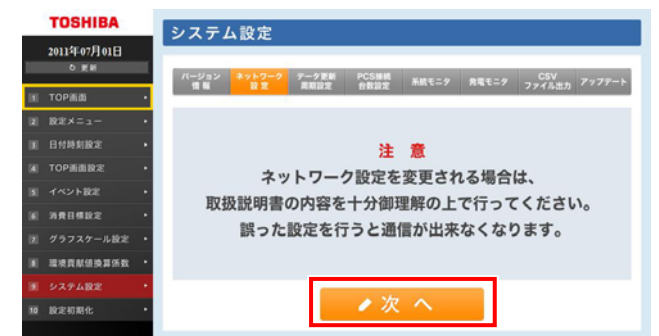 TOSHIBA
2011年07月01日
更新
1 TOP画面
2 設定メニュー
3 日付時刻設定
4 TOP画面設定
5 イベント設定
6 消費目標設定
7 グラフスケール設定
8 環境貢献値換算係数
9 システム設定
10 設定初期化
システム設定
バージョン情報 ネットワーク設定 データ更新周期設定 PCS接続台数設定 系統モニタ 発電モニタ CSVファイル出力 アップデート
注 意
ネットワーク設定を変更される場合は、
取扱説明書の内容を十分御理解の上で行ってください。
誤った設定を行うと通信が出来なくなります。
次 へ